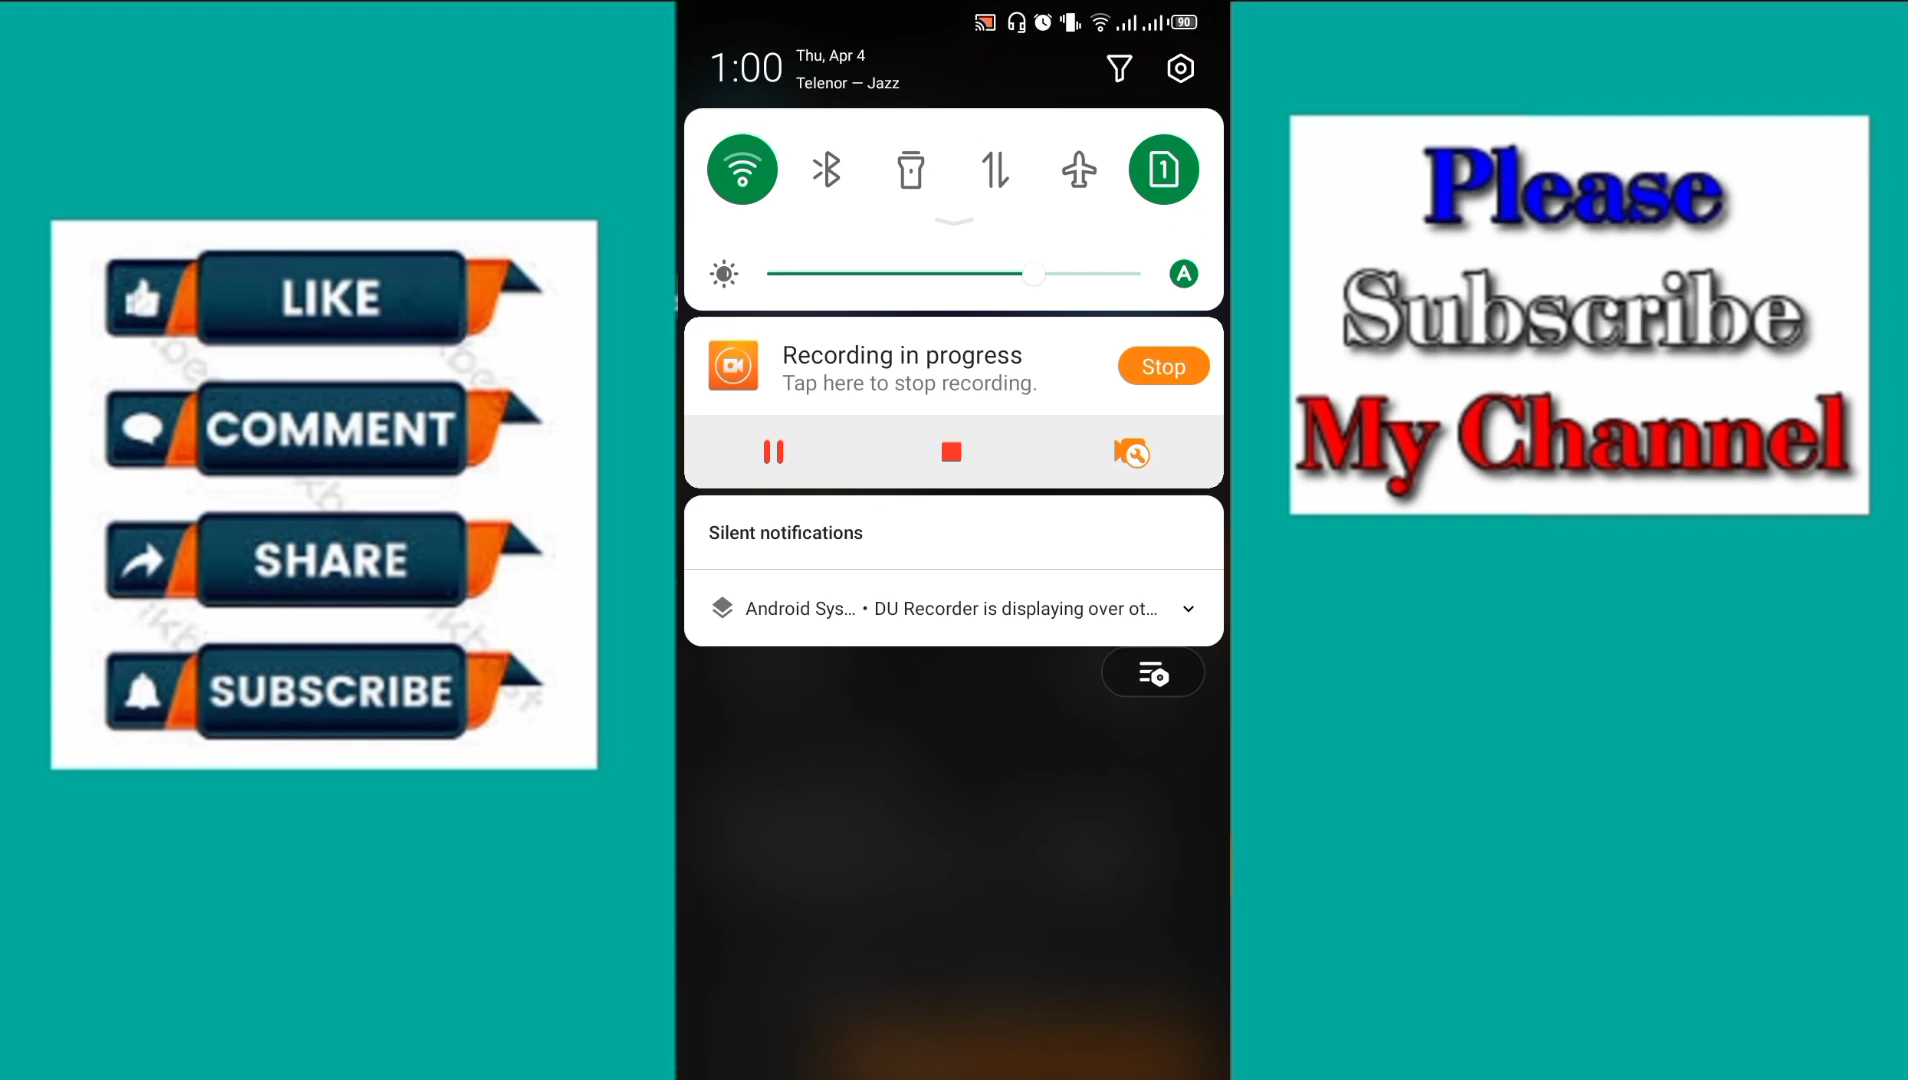 LIKE
COMMENT
SHARE
SUBSCRIBE
90
1:00
Thu, Apr 4
Telenor — Jazz
1
A
Recording in progress
Tap here to stop recording.
Stop
Silent notifications
Android Sys... • DU Recorder is displaying over ot...
Please
Subscribe
My Channel